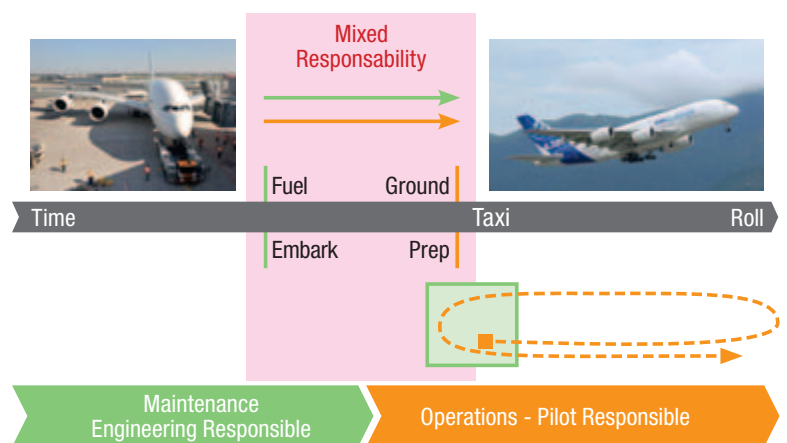 Mixed
Responsability
Fuel
Ground
Time
Taxi
Roll
Embark
Prep
Maintenance
Engineering Responsible
Operations - Pilot Responsible